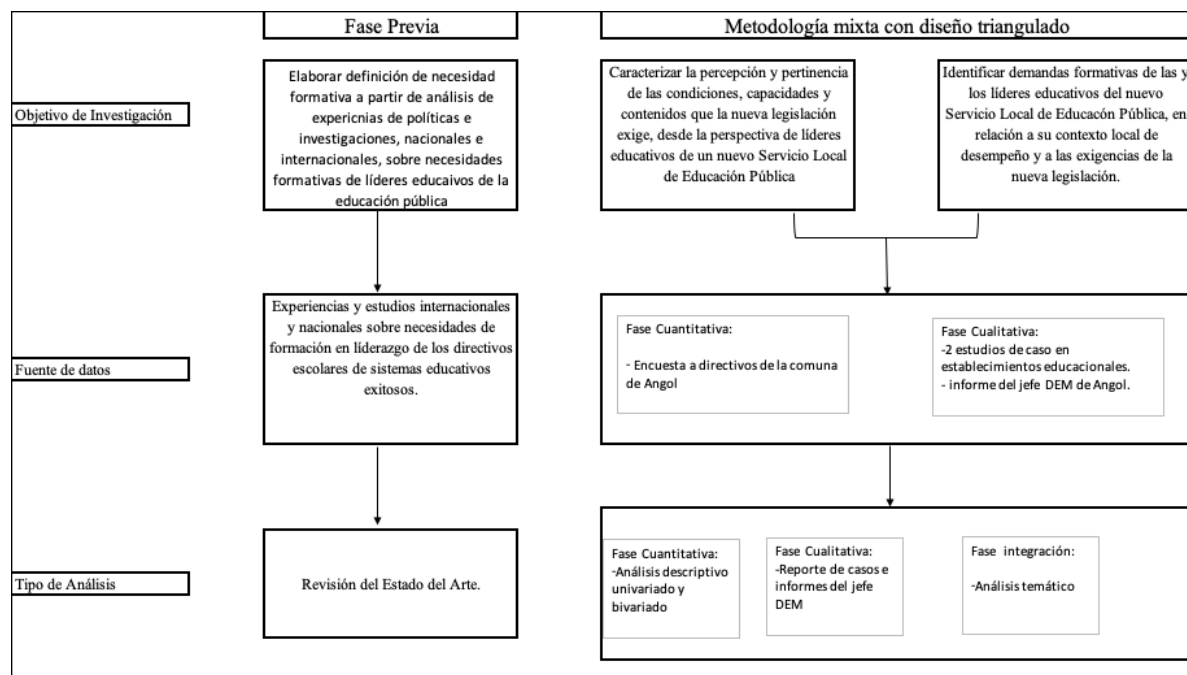 Fase Previa
Metodología mixta con diseño triangulado
Objetivo de Investigación
Elaborar definición de necesidad
formativa a partir de análisis de
expericnias de políticas e
investigaciones, nacionales e
internacionales, sobre necesidades
formativas de líderes educaivos de la
educación pública
Caracterizar la percepción y pertinencia
de las condiciones, capacidades y
contenidos que la nueva legislación
exige, desde la perspectiva de líderes
educativos de un nuevo Servicio Local
de Educación Pública
Identificar demandas formativas de las y
los líderes educativos del nuevo
Servicio Local de Educacón Pública, en
relación a su contexto local de
desempeño y a las exigencias de la
nueva legislación.
Fuente de datos
Experiencias y estudios internacionales
y nacionales sobre necesidades de
formación en líderazgo de los directivos
escolares de sistemas educativos
exitosos.
Fase Cuantitativa:
- Encuesta a directivos de la comuna
de Angol
Fase Cualitativa:
-2 estudios de caso en
establecimientos educacionales.
- informe del jefe DEM de Angol.
Tipo de Análisis
Revisión del Estado del Arte.
Fase Cuantitativa:
-Análisis descriptivo
univariado y
bivariado
Fase Cualitativa:
-Reporte de casos e
informes del jefe
DEM
Fase integración:
-Análisis temático